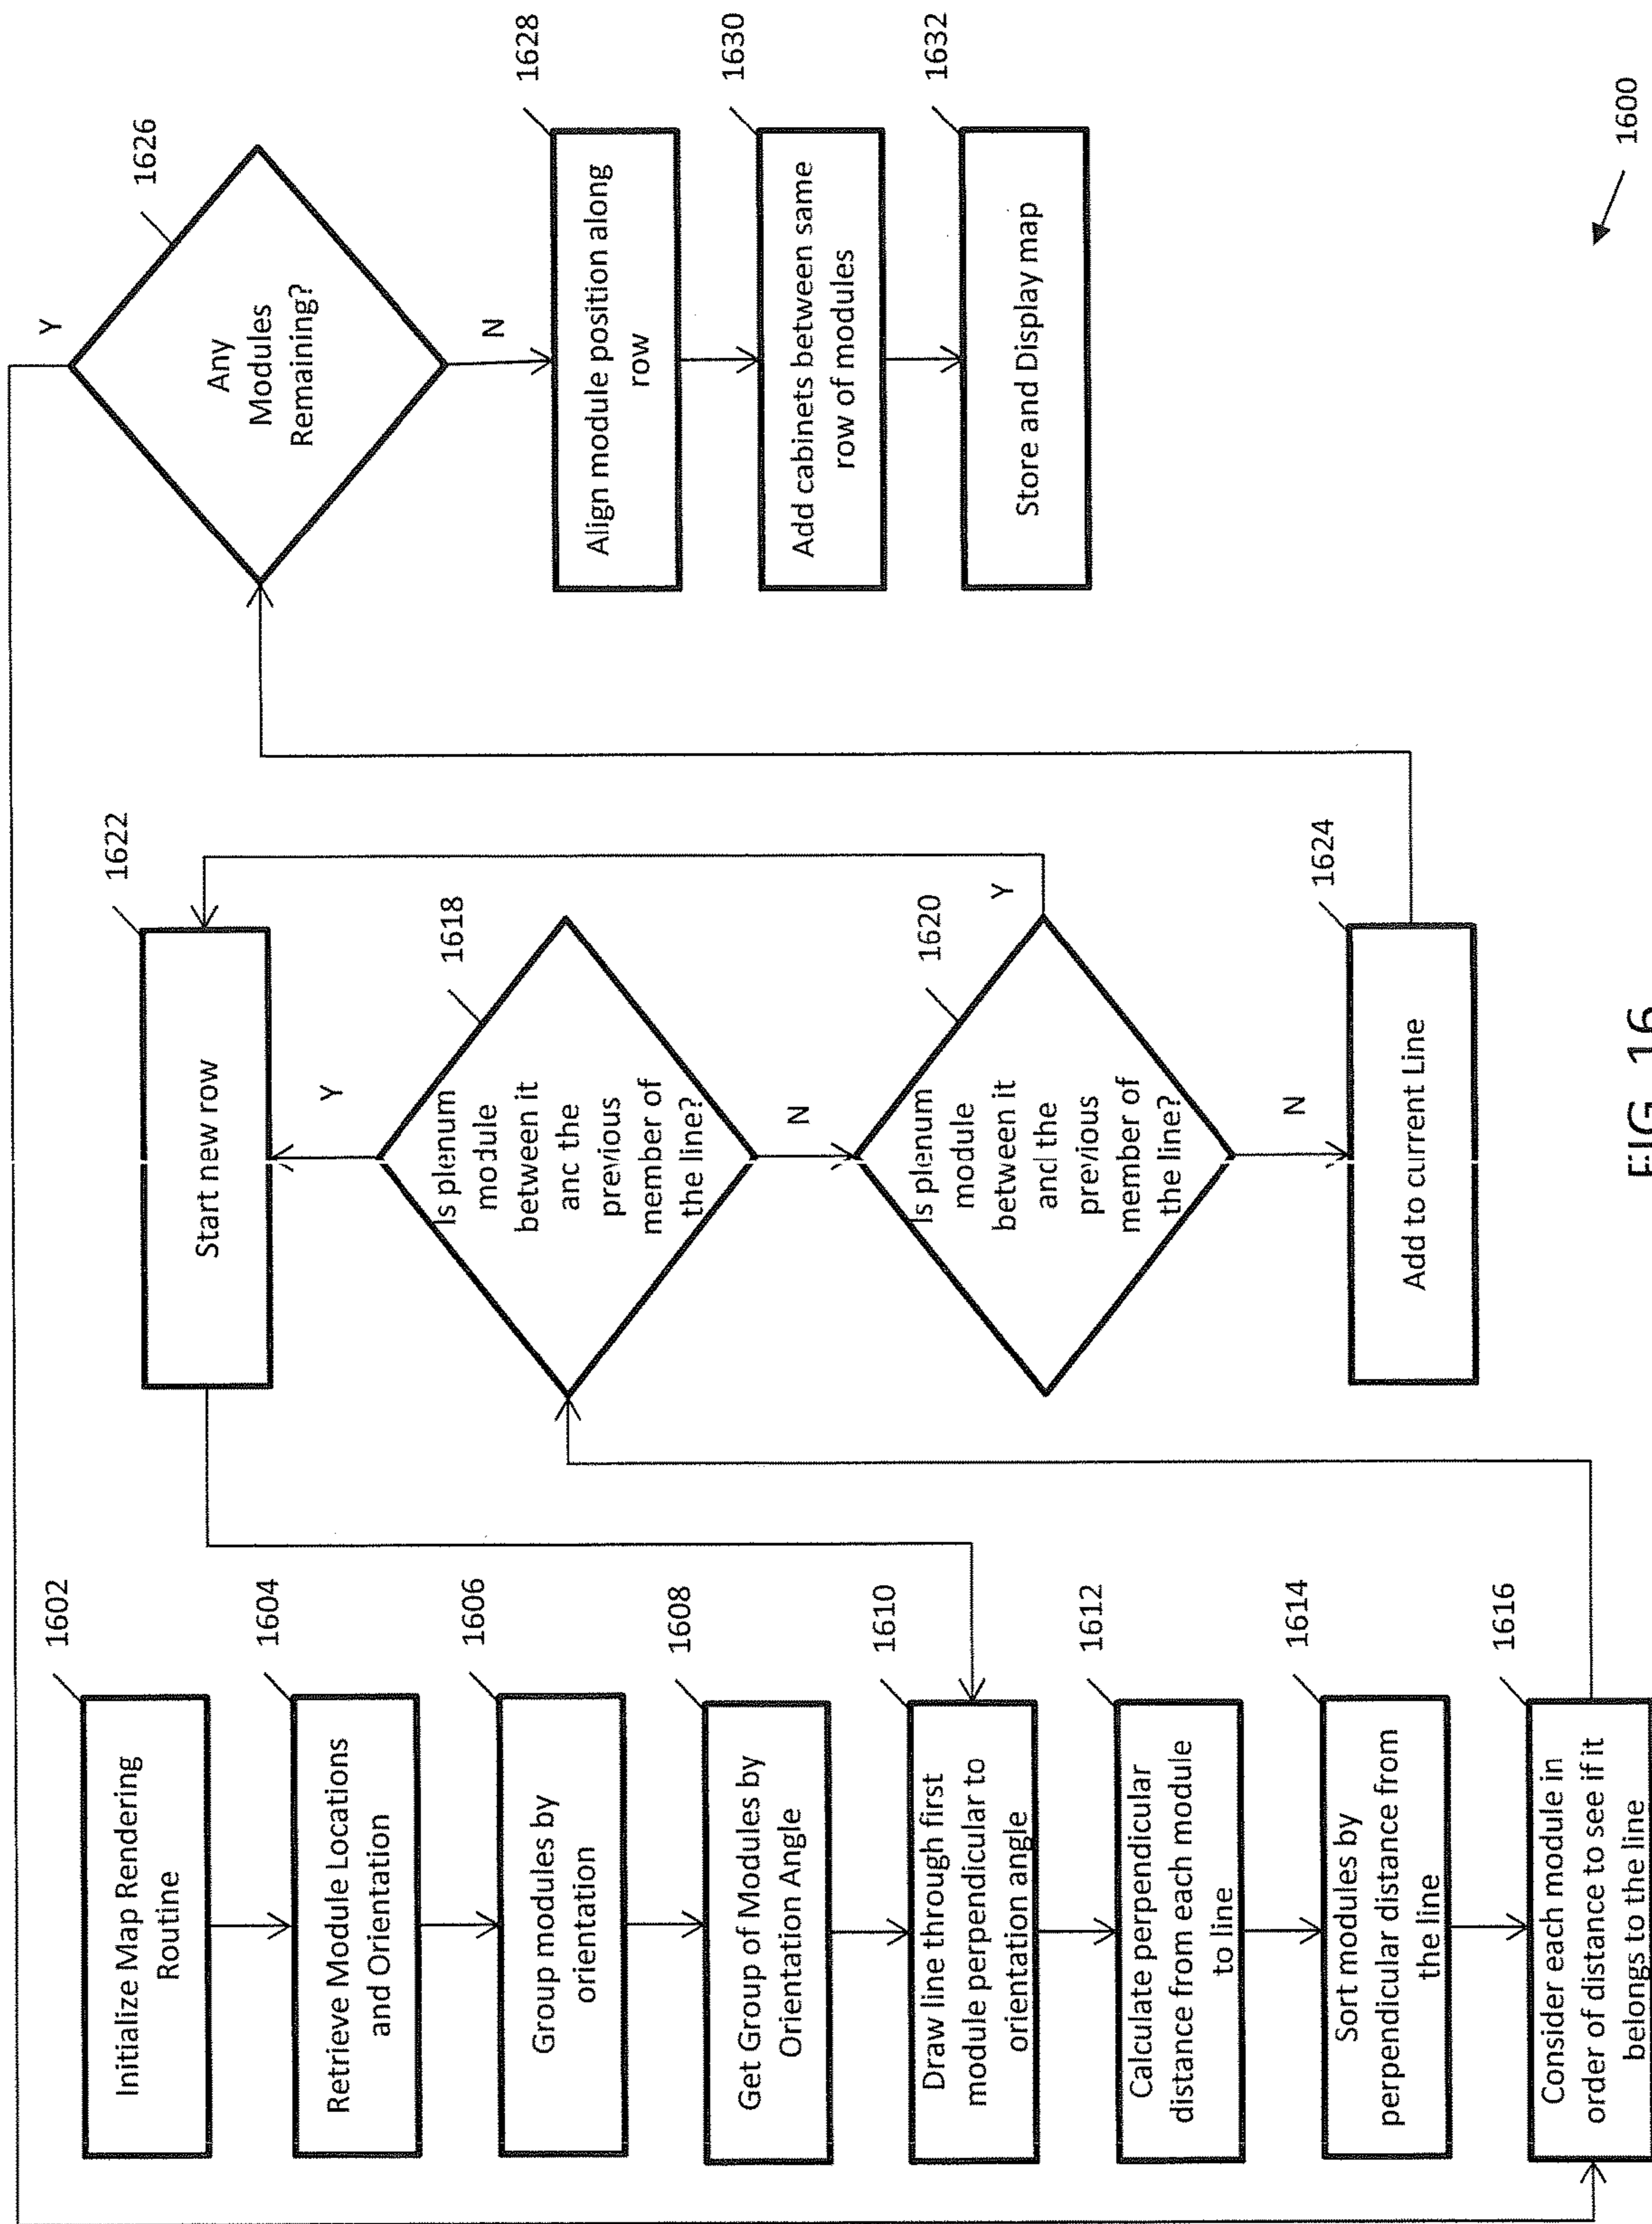 1602
Initialize Map Rendering
Routine
1604
Retrieve Module Locations
and Orientation
1606
Group modules by
orientation
1608
Get Group of Modules by
Orientation Angle
1610
Draw line through first
module perpendicular to
orientation angle
1612
Calculate perpendicular
distance from each module
to line
1614
Sort modules by
perpendicular distance from
the line
1616
Consider each module in
order of distance to see if it
belongs to the line
1622
Start new row
Y
1618
Is plenum
module
between it
anc the
previous
member of
the line?
N
1620
Is plenum
module
between it
and the
previous
member of
the line?
Y
N
1624
Add to current Line
Y
1626
Any
Modules
Remaining?
N
1628
Align module position along
row
1630
Add cabinets between same
row of modules
1632
Store and Display map
1600
FIG 16